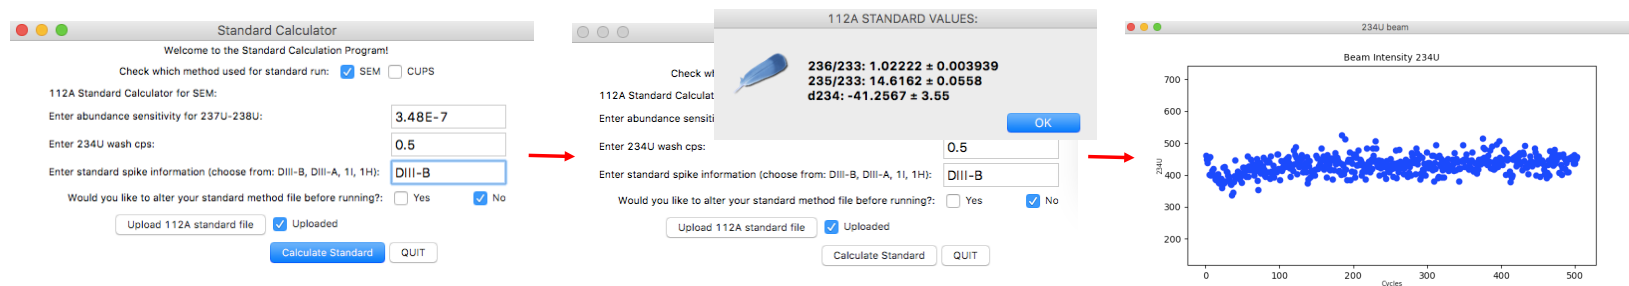 Standard Calculator
Welcome to the Standard Calculation Program!
Check which method used for standard run: SEM CUPS
112A Standard Calculator for SEM:
Enter abundance sensitivity for 237U-238U: 3.48E-7
Enter 234U wash cps: 0.5
Enter standard spike information (choose from: DIII-B, DIII-A, 1I, 1H): DIII-B
Would you like to alter your standard method file before running?: Yes No
Upload 112A standard file Uploaded
Calculate Standard QUIT
112A STANDARD VALUES:
236/233: 1.02222 ± 0.003939
235/233: 14.6162 ± 0.0558
d234: -41.2567 ± 3.55
OK
Check wh
112A Standard Calculat
Enter abundance sensiti
Enter 234U wash cps: 0.5
Enter standard spike information (choose from: DIII-B, DIII-A, 1I, 1H): DIII-B
Would you like to alter your standard method file before running?: Yes No
Upload 112A standard file Uploaded
Calculate Standard QUIT
234U beam
Beam Intensity 234U
700
600
500
400
300
200
234U
0 100 200 300 400 500
Cycles